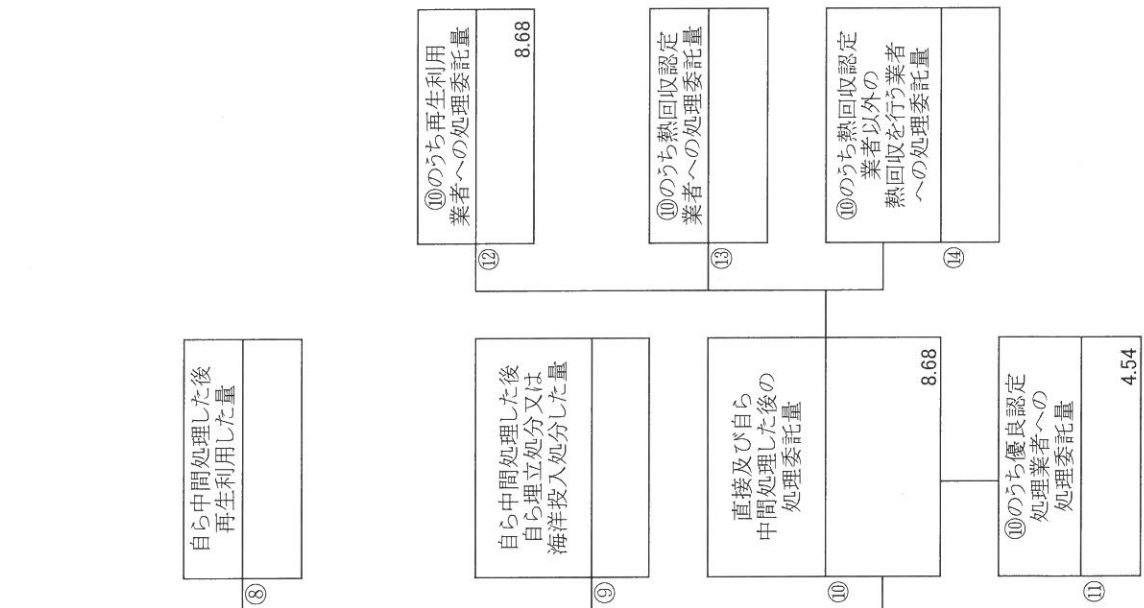 自ら中間処理した後
再生利用した量
⑧
自ら中間処理した後
自ら埋立処分又は
海洋投入処分した量
⑨
直接及び自ら
中間処理した後の
処理委託量
8.68
⑩
⑩のうち優良認定
処理業者への
処理委託量
4.54
⑪
⑩のうち再生利用
業者への処理委託量
8.68
⑫
⑩のうち熱回収認定
業者への処理委託量
⑬
⑩のうち熱回収認定
業者以外の
熱回収を行う業者
への処理委託量
⑭